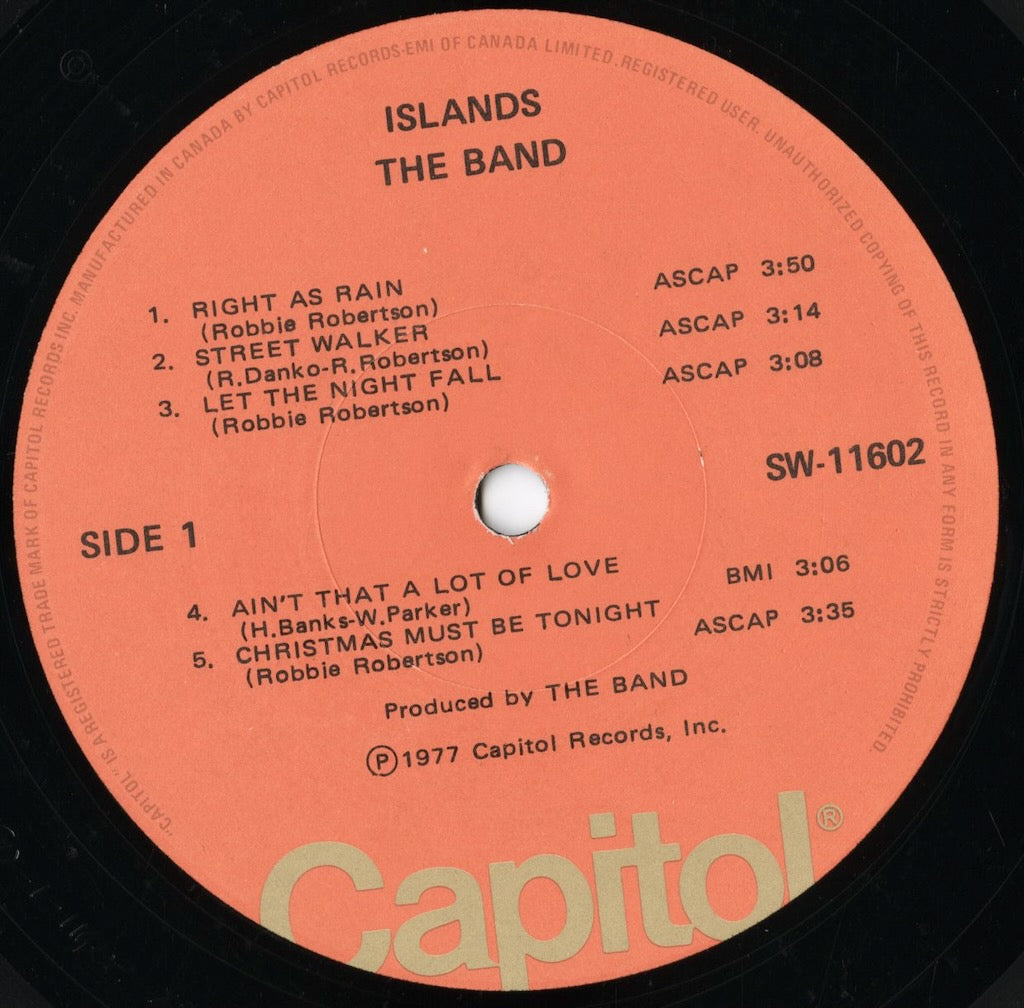 ISLANDS
THE BAND
1. RIGHT AS RAIN ASCAP 3:50
(Robbie Robertson)
2. STREET WALKER ASCAP 3:14
(R.Danko-R.Robertson)
3. LET THE NIGHT FALL ASCAP 3:08
(Robbie Robertson)
SW-11602
SIDE 1
4. AIN'T THAT A LOT OF LOVE BMI 3:06
(H.Banks-W.Parker)
5. CHRISTMAS MUST BE TONIGHT ASCAP 3:35
(Robbie Robertson)
Produced by THE BAND
Ⓟ1977 Capitol Records, Inc.
Capitol®
"CAPITOL" IS A REGISTERED TRADE MARK OF CAPITOL RECORDS INC. MANUFACTURED IN CANADA BY CAPITOL RECORDS-EMI OF CANADA LIMITED. REGISTERED USER. UNAUTHORIZED COPYING OF THIS RECORD IN ANY FORM IS STRICTLY PROHIBITED.